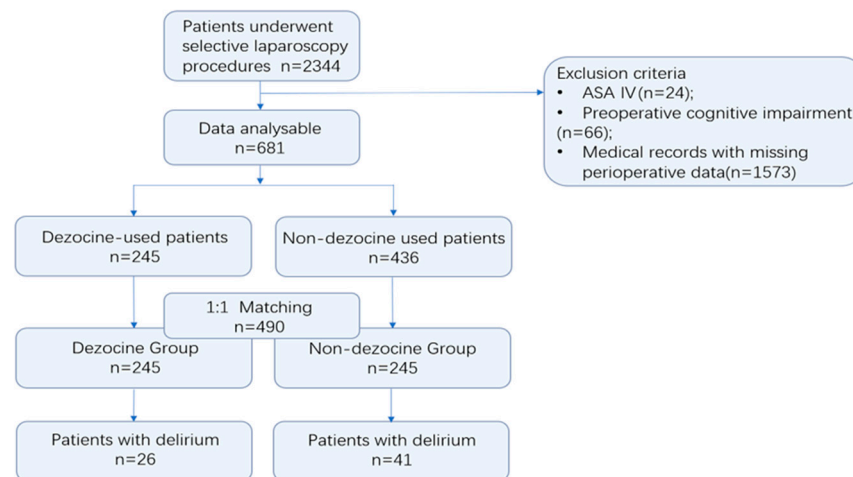 Patients underwent
selective laparoscopy
procedures n=2344
Exclusion criteria
• ASA IV(n=24);
• Preoperative cognitive impairment
(n=66);
• Medical records with missing
perioperative data(n=1573)
Data analysable
n=681
Dezocine-used patients
n=245
Non-dezocine used patients
n=436
1:1 Matching
n=490
Dezocine Group
n=245
Non-dezocine Group
n=245
Patients with delirium
n=26
Patients with delirium
n=41